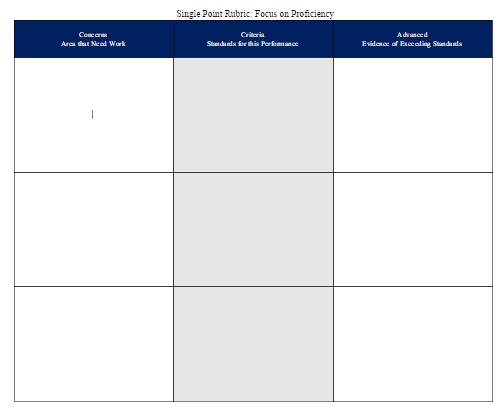 Single Point Rubric: Focus on Proficiency
Concerns
Area that Need Work
Criteria
Standards for this Performance
Advanced
Evidence of Exceeding Standards